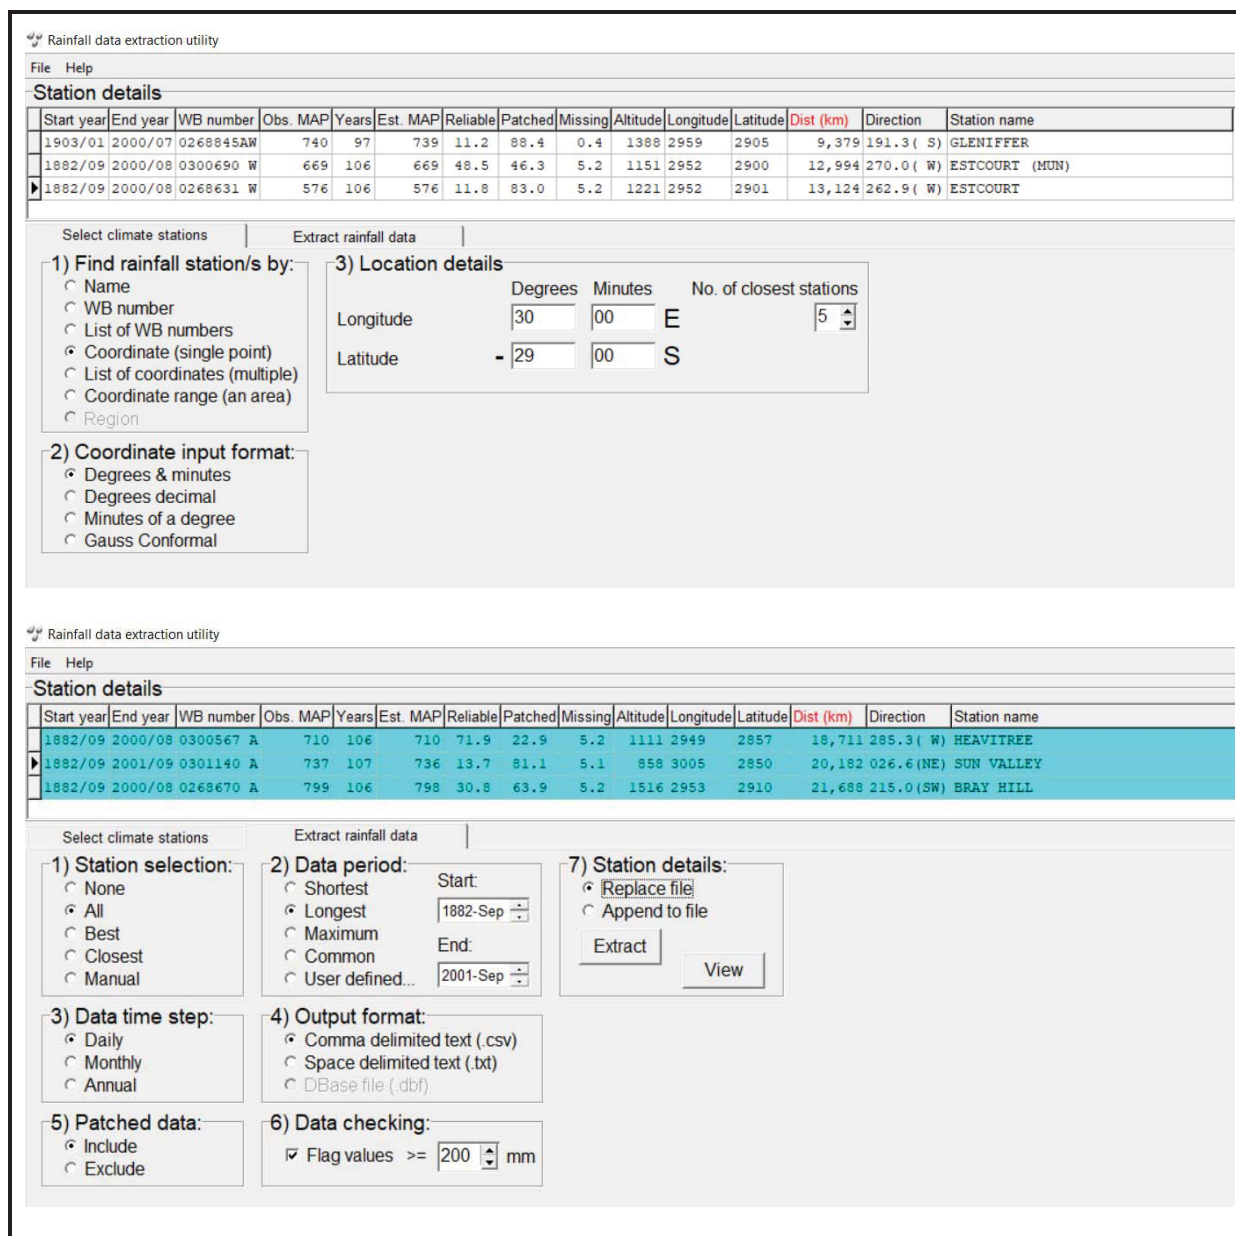 Rainfall data extraction utility
File Help
Station details
Start year End year WB number Obs. MAP Years Est. MAP Reliable Patched Missing Altitude Longitude Latitude Dist (km) Direction Station name
1903/01 2000/07 0268845AW 740 97 739 11.2 88.4 0.4 1388 2959 2905 9,379 191.3( S) GLENIFFER
1882/09 2000/08 0300690 W 669 106 669 48.5 46.3 5.2 1151 2952 2900 12,994 270.0( W) ESTCOURT (MUN)
1882/09 2000/08 0268631 W 576 106 576 11.8 83.0 5.2 1221 2952 2901 13,124 262.9( W) ESTCOURT
Select climate stations Extract rainfall data
1) Find rainfall station/s by: 3) Location details
Name Degrees Minutes No. of closest stations
WB number Longitude 30 00 E 5
List of WB numbers
Coordinate (single point) Latitude - 29 00 S
List of coordinates (multiple)
Coordinate range (an area)
Region
2) Coordinate input format:
Degrees & minutes
Degrees decimal
Minutes of a degree
Gauss Conformal
Rainfall data extraction utility
File Help
Station details
Start year End year WB number Obs. MAP Years Est. MAP Reliable Patched Missing Altitude Longitude Latitude Dist (km) Direction Station name
1882/09 2000/08 0300567 A 710 106 710 71.9 22.9 5.2 1111 2949 2857 18,711 285.3( W) HEAVITREE
1882/09 2001/09 0301140 A 737 107 736 13.7 81.1 5.1 858 3005 2850 20,182 026.6(NE) SUN VALLEY
1882/09 2000/08 0268670 A 799 106 798 30.8 63.9 5.2 1516 2953 2910 21,688 215.0(SW) BRAY HILL
Select climate stations Extract rainfall data
1) Station selection: 2) Data period: 7) Station details:
None Shortest Start: Replace file
All Longest 1882-Sep Append to file
Best Maximum End: Extract
Closest Common View
Manual User defined... 2001-Sep
3) Data time step: 4) Output format:
Daily Comma delimited text (.csv)
Monthly Space delimited text (.txt)
Annual DBase file (.dbf)
5) Patched data: 6) Data checking:
Include Flag values >= 200 mm
Exclude